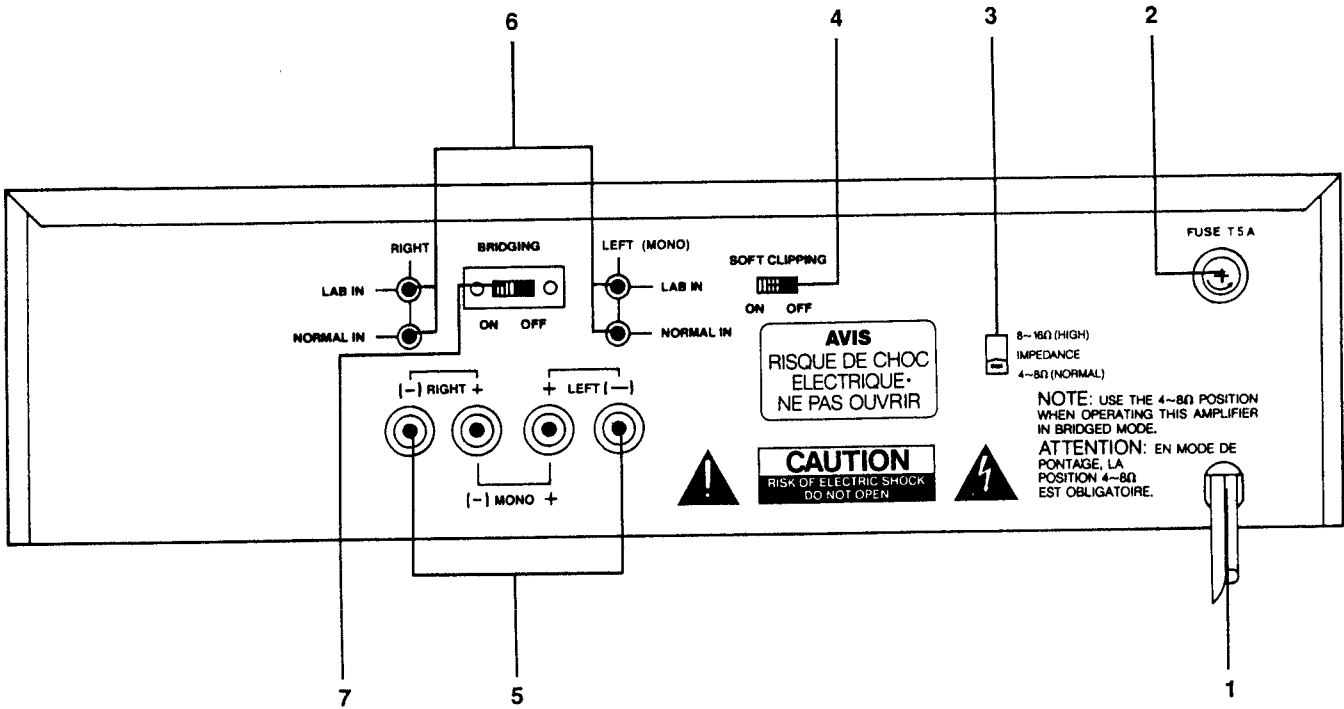 6
4
3
2
FUSE T 5 A
RIGHT
BRIDGING
LEFT (MONO)
SOFT CLIPPING
LAB IN
LAB IN
ON OFF
NORMAL IN
ON OFF
NORMAL IN
AVIS
RISQUE DE CHOC
ELECTRIQUE·
NE PAS OUVRIR
8~16Ω (HIGH)
IMPEDANCE
4~8Ω (NORMAL)
(-) RIGHT +
+ LEFT (—)
NOTE: USE THE 4~8Ω POSITION
WHEN OPERATING THIS AMPLIFIER
IN BRIDGED MODE.
ATTENTION: EN MODE DE
PONTAGE, LA
POSITION 4~8Ω
EST OBLIGATOIRE.
CAUTION
RISK OF ELECTRIC SHOCK
DO NOT OPEN
(-) MONO +
7
5
1